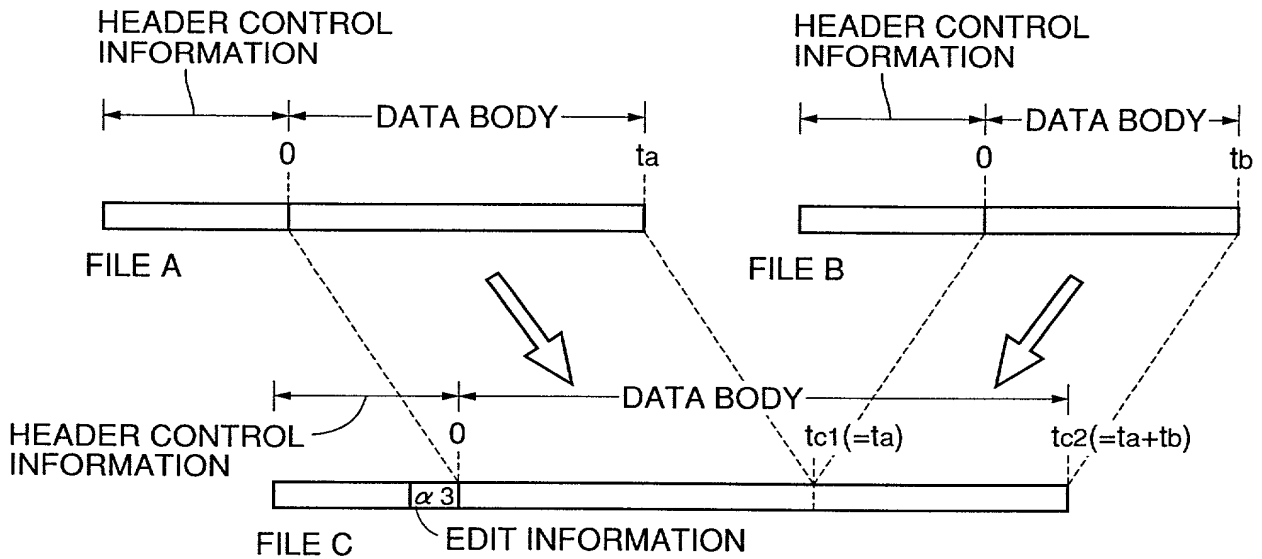 HEADER CONTROL
INFORMATION
HEADER CONTROL
INFORMATION
DATA BODY
DATA BODY
0
ta
0
tb
FILE A
FILE B
DATA BODY
HEADER CONTROL
INFORMATION
0
tc1(=ta)
tc2(=ta+tb)
α 3
FILE C
EDIT INFORMATION